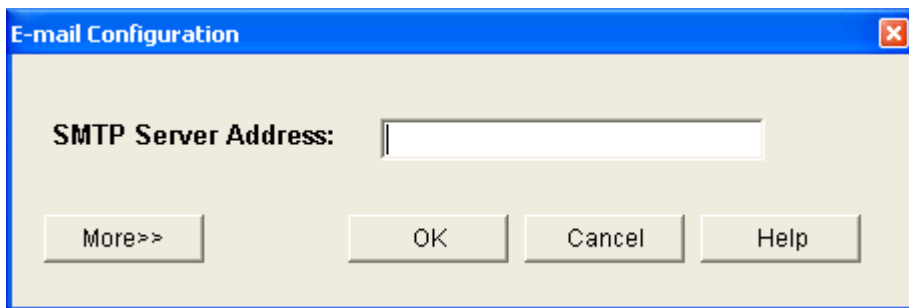 E-mail Configuration
SMTP Server Address:
More>> OK Cancel Help